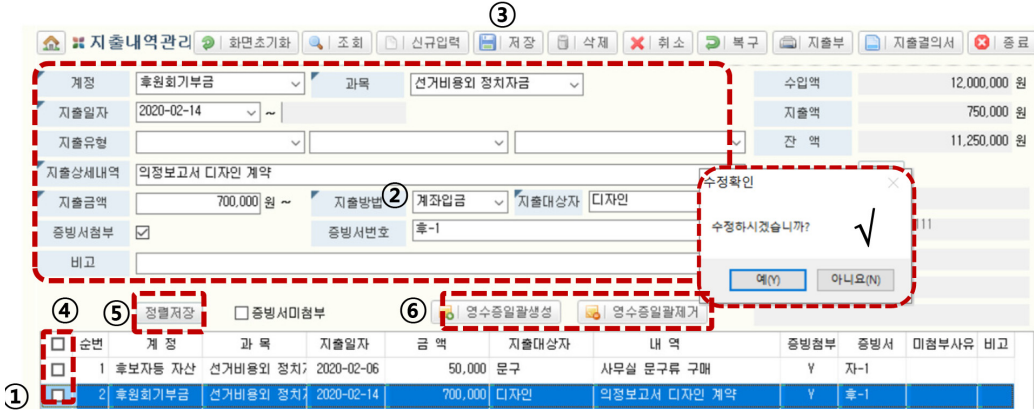 ③
지출내역관리 화면초기화 조회 신규입력 저장 삭제 취소 복구 지출부 지출결의서 종료
계정 후원회기부금 과목 선거비용외 정치자금 수입액 12,000,000 원
지출일자 2020-02-14 ~ 지출액 750,000 원
지출유형 잔 액 11,250,000 원
지출상세내역 의정보고서 디자인 계약
지출금액 700,000 원 ~ 지출방법 ② 계좌입금 지출대상자 디자인
증빙서첨부 증빙서번호 후-1
비고
수정확인
수정하시겠습니까? √
예(Y) 아니요(N)
④ ⑤ 정렬저장 증빙서미첨부 ⑥ 영수증일괄생성 영수증일괄제거
순번 계 정 과 목 지출일자 금 액 지출대상자 내 역 증빙첨부 증빙서 미첨부사유 비고
1 후보자등 자산 선거비용외 정치 2020-02-06 50,000 문구 사무실 문구류 구매 Y 자-1
① 2 후원회기부금 선거비용외 정치 2020-02-14 700,000 디자인 의정보고서 디자인 계약 Y 후-1